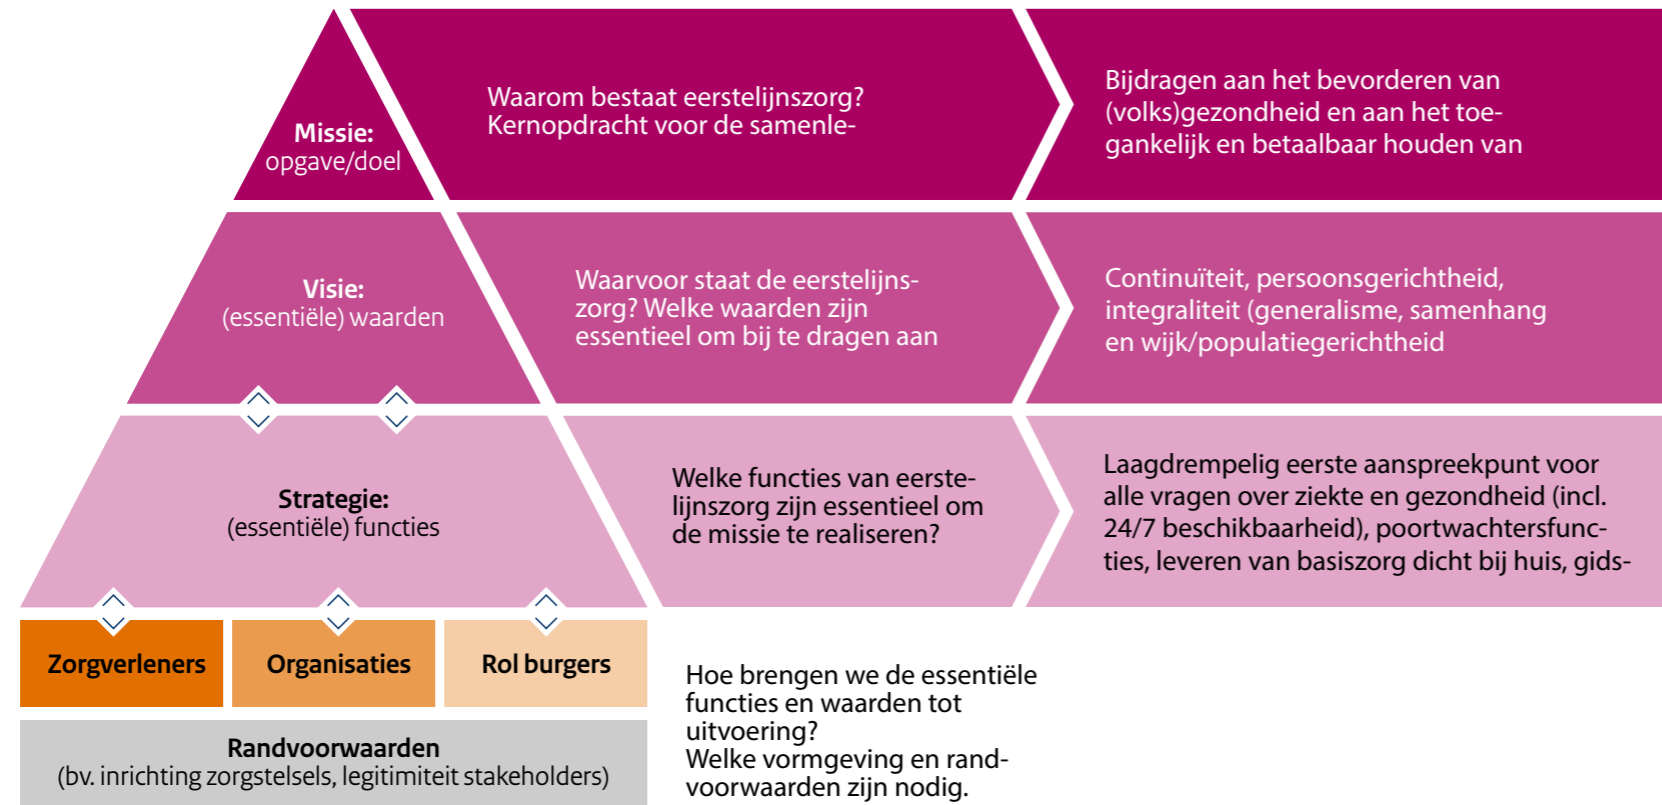 Missie:
opgave/doel
Waarom bestaat eerstelijnszorg?
Kernopdracht voor de samenle-
Bijdragen aan het bevorderen van
(volks)gezondheid en aan het toe-
gankelijk en betaalbaar houden van
Visie:
(essentiële) waarden
Waarvoor staat de eerstelijns-
zorg? Welke waarden zijn
essentieel om bij te dragen aan
Continuïteit, persoonsgerichtheid,
integraliteit (generalisme, samenhang
en wijk/populatiegerichtheid
Strategie:
(essentiële) functies
Welke functies van eerste-
lijnszorg zijn essentieel om
de missie te realiseren?
Laagdrempelig eerste aanspreekpunt voor
alle vragen over ziekte en gezondheid (incl.
24/7 beschikbaarheid), poortwachtersfunc-
ties, leveren van basiszorg dicht bij huis, gids-
Zorgverleners
Organisaties
Rol burgers
Randvoorwaarden
(bv. inrichting zorgstelsels, legitimiteit stakeholders)
Hoe brengen we de essentiële
functies en waarden tot
uitvoering?
Welke vormgeving en rand-
voorwaarden zijn nodig.